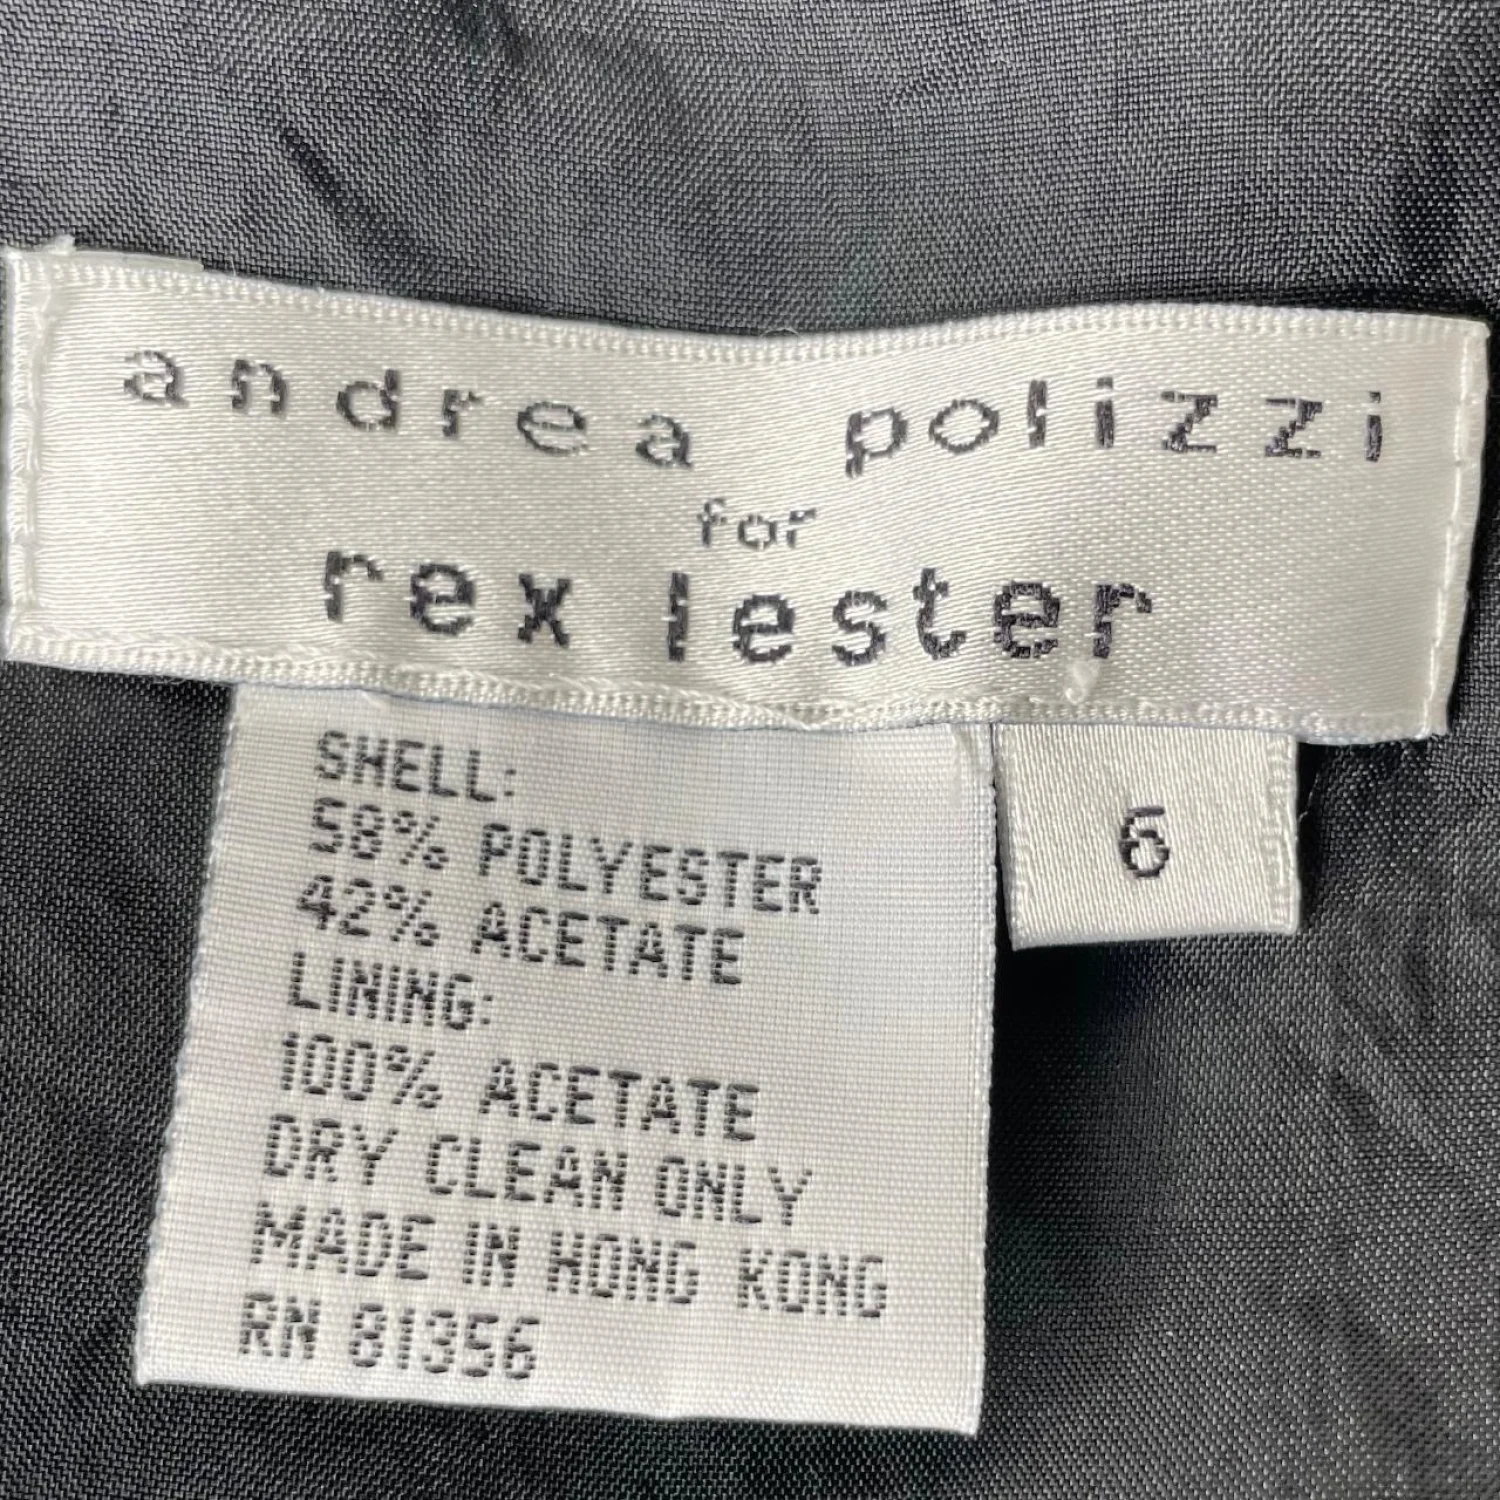 andrea polizzi
for
rex lester
6
SHELL:
58% POLYESTER
42% ACETATE
LINING:
100% ACETATE
DRY CLEAN ONLY
MADE IN HONG KONG
RN 81356